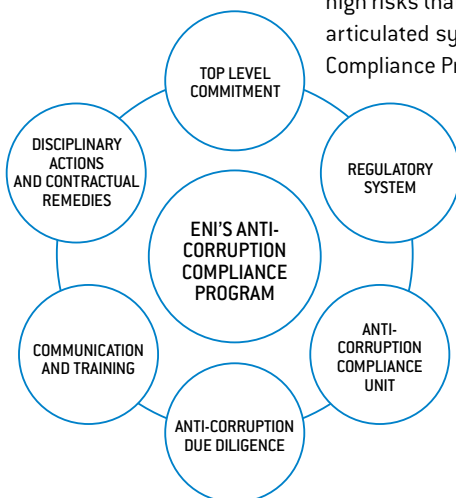 high risks tha
articulated sy
Compliance Pr
TOP LEVEL
COMMITMENT
REGULATORY
SYSTEM
ANTI-
CORRUPTION
COMPLIANCE
UNIT
ANTI-CORRUPTION
DUE DILIGENCE
COMMUNICATION
AND TRAINING
DISCIPLINARY
ACTIONS
AND CONTRACTUAL
REMEDIES
ENI'S ANTI-
CORRUPTION
COMPLIANCE
PROGRAM